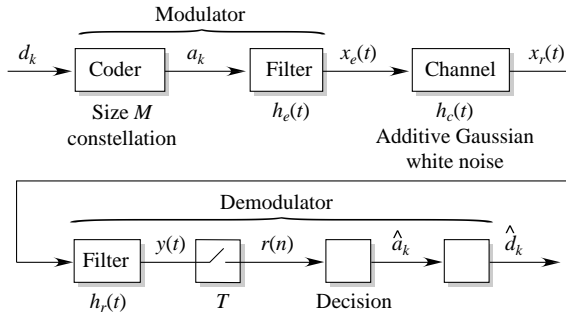 Modulator
d_k
Coder
a_k
Filter
x_e(t)
Channel
x_r(t)
Size M
constellation
h_e(t)
h_c(t)
Additive Gaussian
white noise
Demodulator
Filter
y(t)
r(n)
â_k
d̂_k
h_r(t)
T
Decision